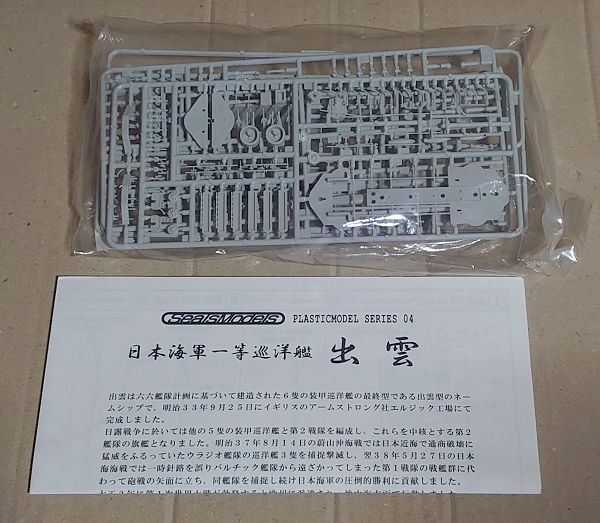 SealsModels PLASTICMODEL SERIES 04
日本海軍一等巡洋艦 出雲
出雲は六六艦隊計画に基づいて建造された6隻の装甲巡洋艦の最終型である出雲型のネー
ムシップで、明治33年9月25日にイギリスのアームストロング社エルジック工場にて
完成しました。
日露戦争に於いては他の5隻の装甲巡洋艦と第2戦隊を編成し、これらを中核とする第2
艦隊の旗艦となりました。明治37年8月14日の蔚山沖海戦では日本近海で通商破壊に
猛威をふるっていたウラジオ艦隊の巡洋艦3隻を捕捉撃滅し、翌38年5月27日の日本
海海戦では一時針路を誤りバルチック艦隊から遠ざかってしまった第1戦隊の戦艦群に代
わって砲戦の矢面に立ち、同艦隊を捕捉し続け日本海軍の圧倒的勝利に貢献しました。